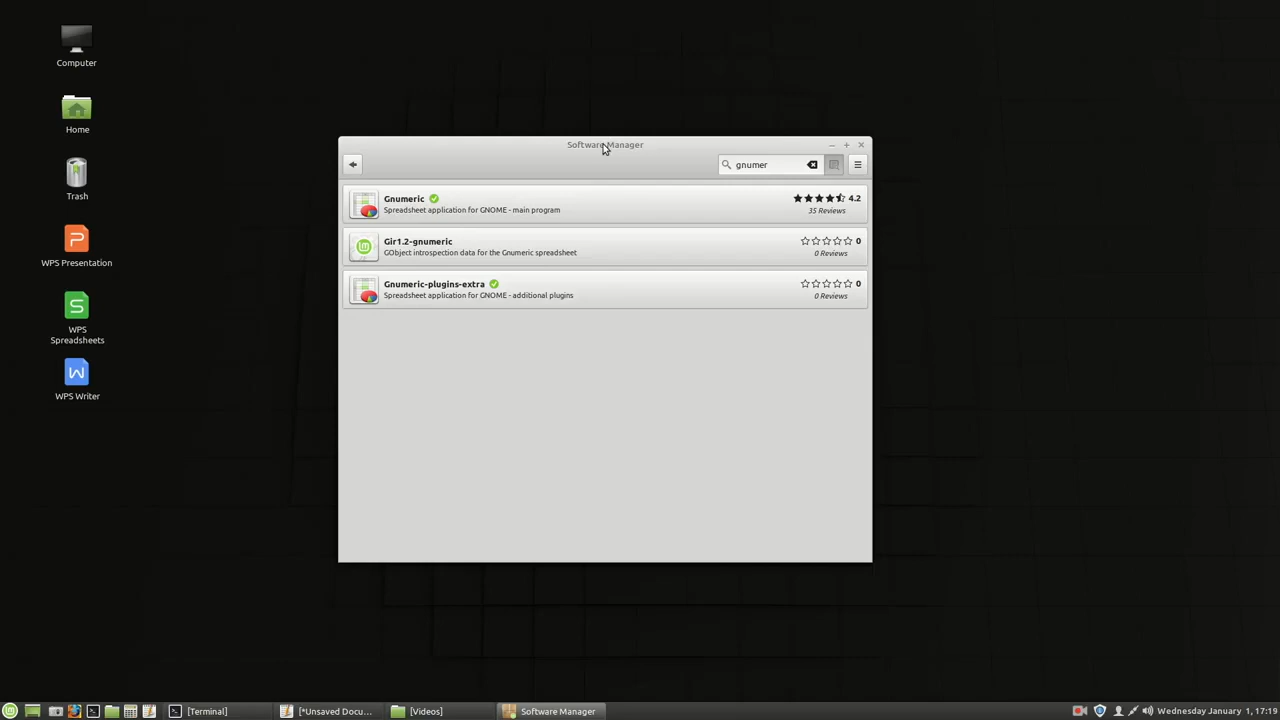 Computer
Home
Trash
WPS Presentation
WPS
Spreadsheets
WPS Writer
Software Manager
gnumer
Gnumeric
Spreadsheet application for GNOME - main program
4.2
35 Reviews
Gir1.2-gnumeric
GObject introspection data for the Gnumeric spreadsheet
0
0 Reviews
Gnumeric-plugins-extra
Spreadsheet application for GNOME - additional plugins
0
0 Reviews
[Terminal]
[*Unsaved Docu...
[Videos]
Software Manager
Wednesday January 1, 17:19